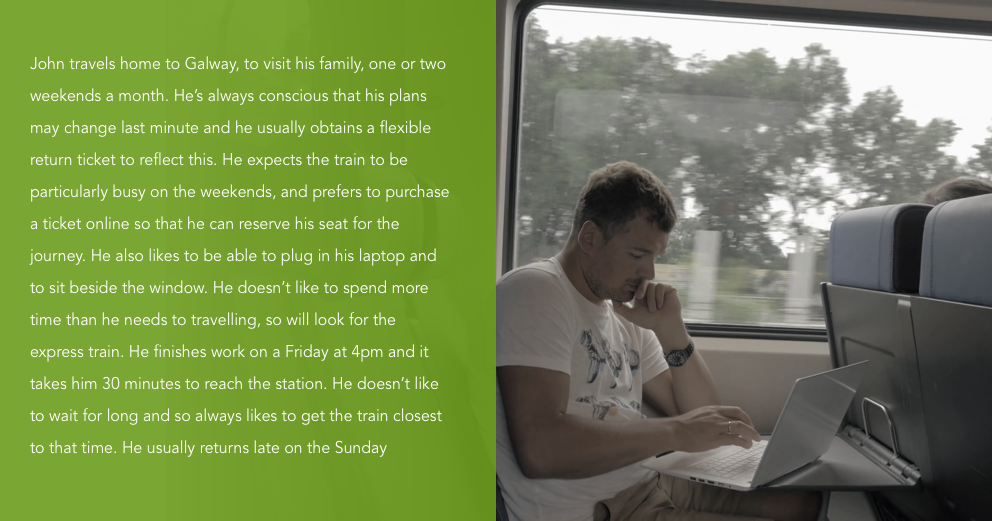 John travels home to Galway, to visit his family, one or two
weekends a month. He’s always conscious that his plans
may change last minute and he usually obtains a flexible
return ticket to reflect this. He expects the train to be
particularly busy on the weekends, and prefers to purchase
a ticket online so that he can reserve his seat for the
journey. He also likes to be able to plug in his laptop and
to sit beside the window. He doesn’t like to spend more
time than he needs to travelling, so will look for the
express train. He finishes work on a Friday at 4pm and it
takes him 30 minutes to reach the station. He doesn’t like
to wait for long and so always likes to get the train closest
to that time. He usually returns late on the Sunday